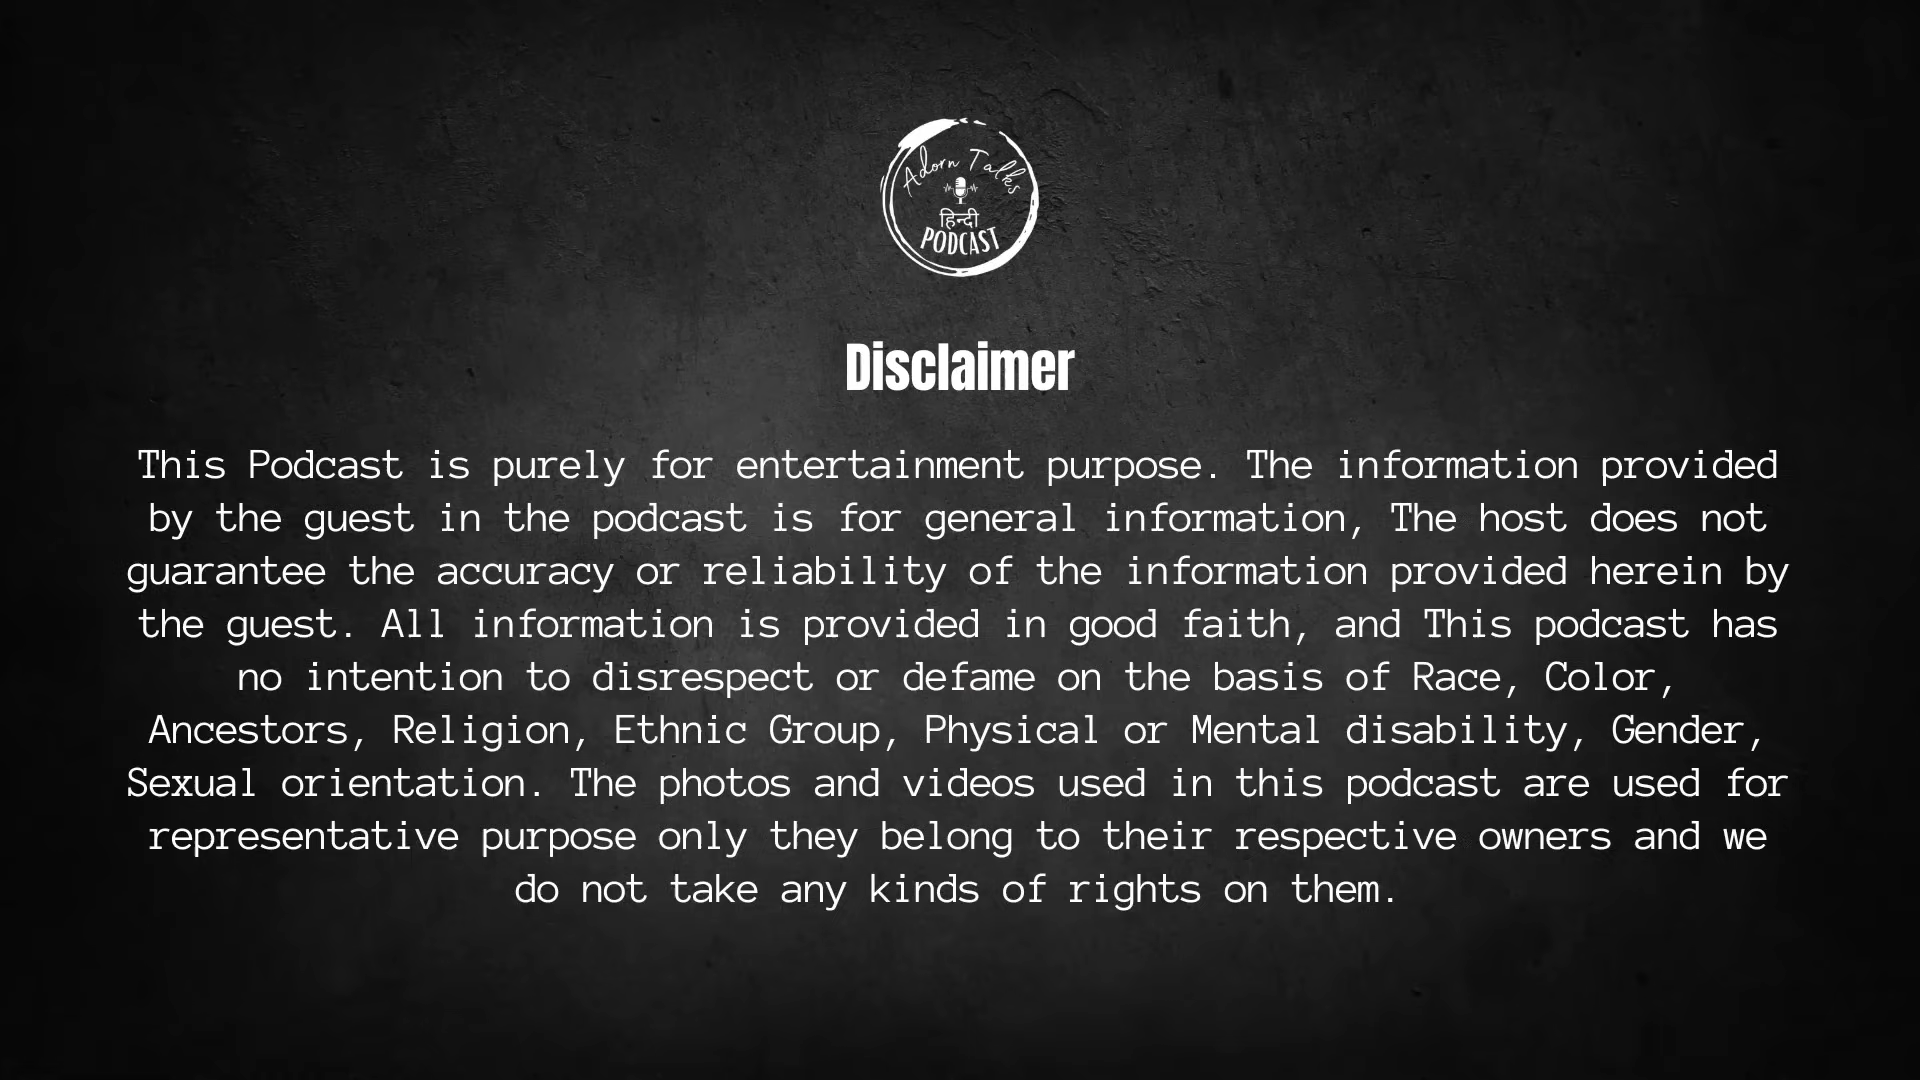 Adorn Talks
हिन्दी
PODCAST
Disclaimer
This Podcast is purely for entertainment purpose. The information provided
by the guest in the podcast is for general information, The host does not
guarantee the accuracy or reliability of the information provided herein by
the guest. All information is provided in good faith, and This podcast has
no intention to disrespect or defame on the basis of Race, Color,
Ancestors, Religion, Ethnic Group, Physical or Mental disability, Gender,
Sexual orientation. The photos and videos used in this podcast are used for
representative purpose only they belong to their respective owners and we
do not take any kinds of rights on them.